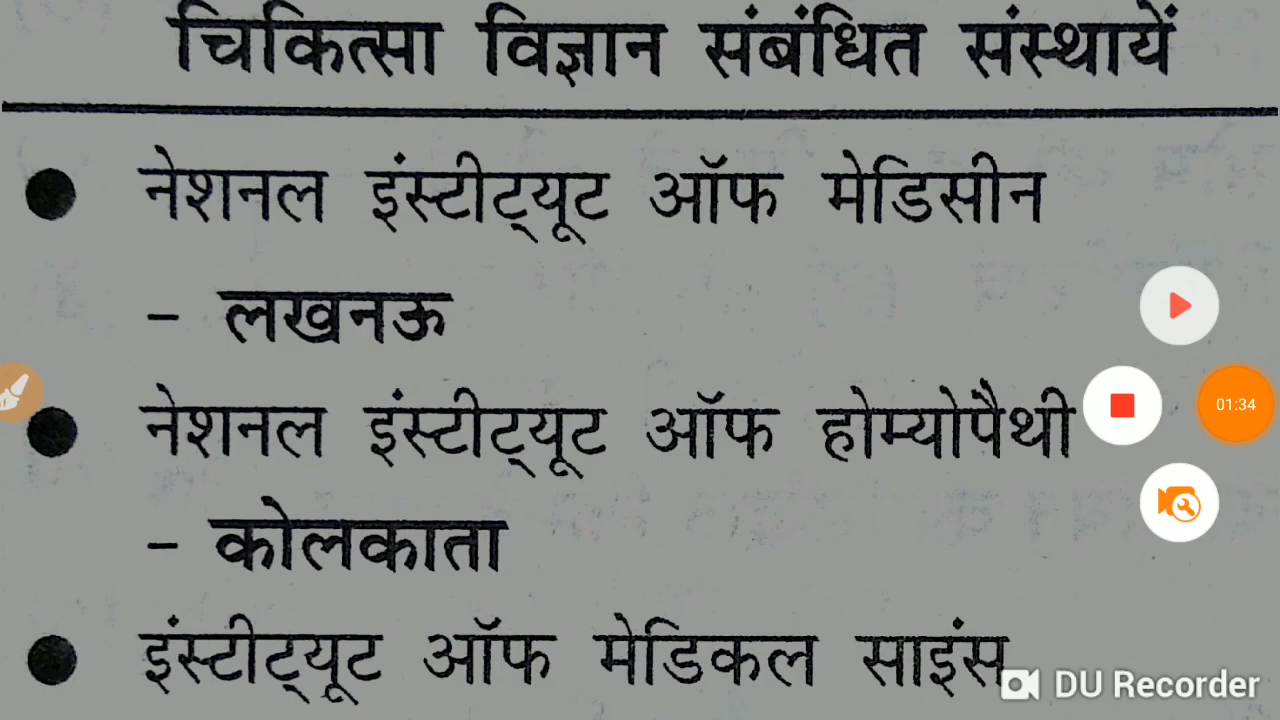 चिकित्सा विज्ञान संबंधित संस्थायें
● नेशनल इंस्टीट्यूट ऑफ मेडिसीन
– लखनऊ
● नेशनल इंस्टीट्यूट ऑफ होम्योपैथी
01:34
– कोलकाता
● इंस्टीट्यूट ऑफ मेडिकल साइंस
DU Recorder